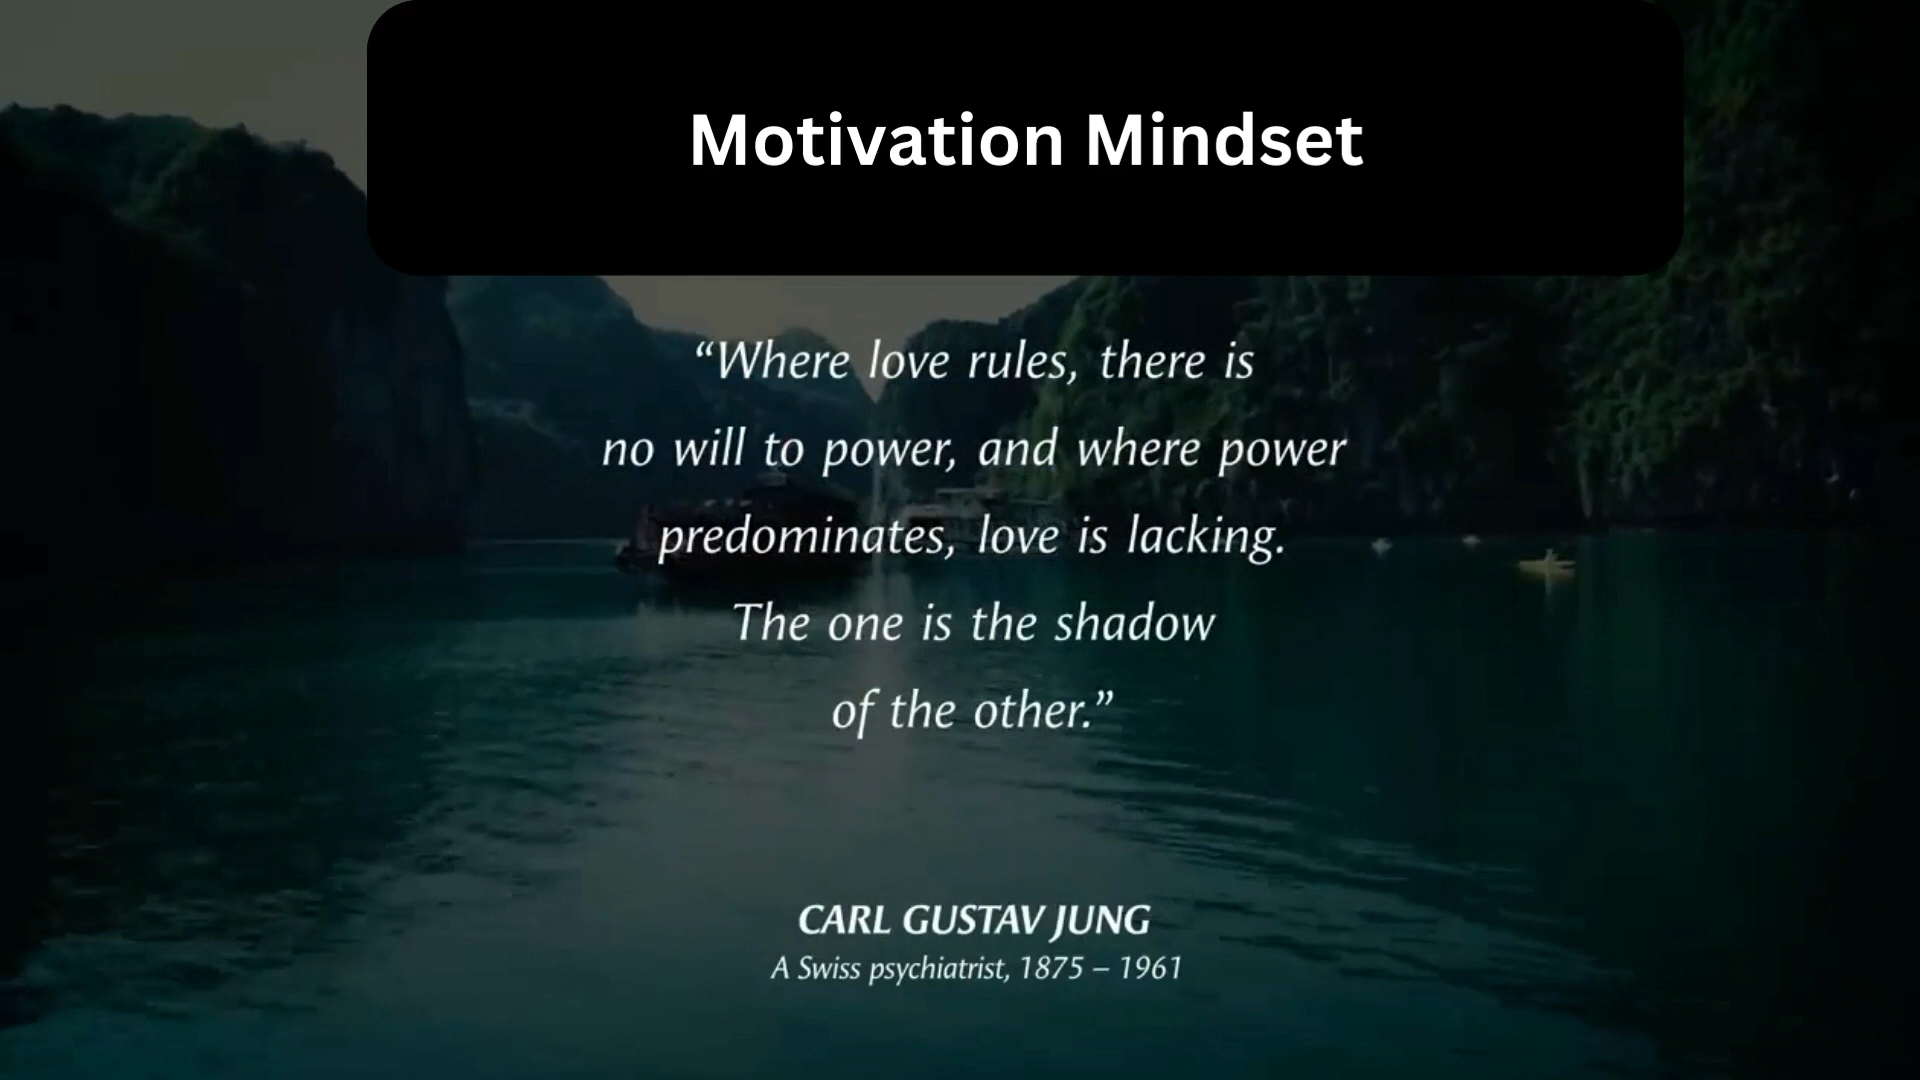 Motivation Mindset
“Where love rules, there is
no will to power, and where power
predominates, love is lacking.
The one is the shadow
of the other.”
CARL GUSTAV JUNG
A Swiss psychiatrist, 1875 – 1961